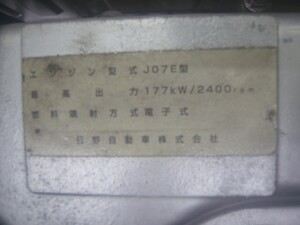 エンジン型式J07E型
最高出力177kW/2400rpm
燃料噴射方式電子式
日野自動車株式会社